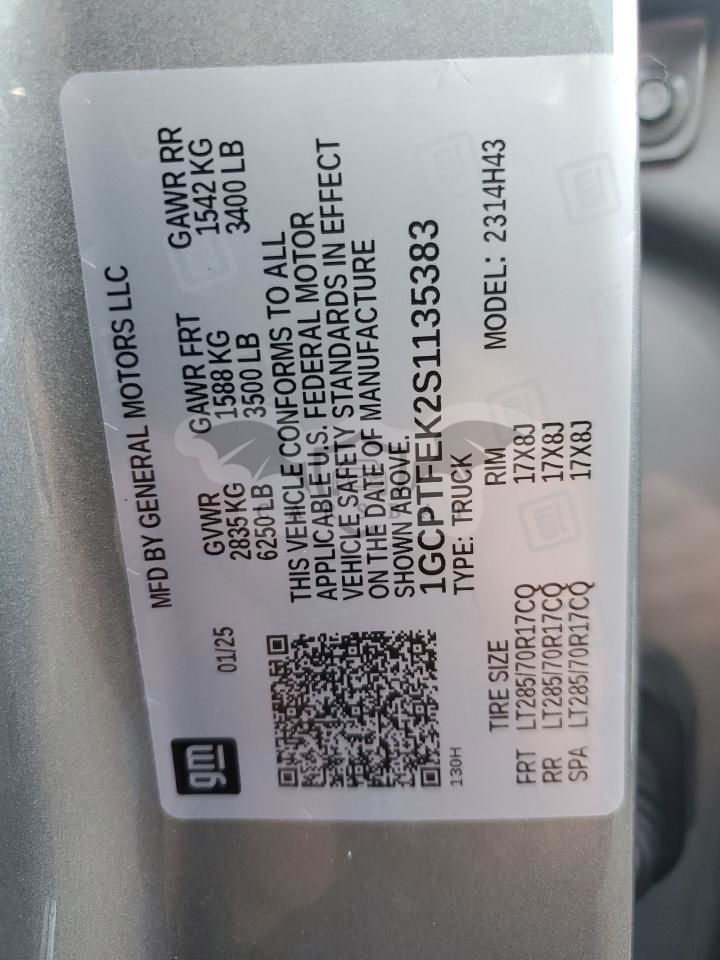 gm
MFD BY GENERAL MOTORS LLC
01/25
GVWR GAWR FRT GAWR RR
2835 KG 1588 KG 1542 KG
6250 LB 3500 LB 3400 LB
THIS VEHICLE CONFORMS TO ALL
APPLICABLE U.S. FEDERAL MOTOR
VEHICLE SAFETY STANDARDS IN EFFECT
ON THE DATE OF MANUFACTURE
SHOWN ABOVE.
1GCPTFEK2S1135383
TYPE: TRUCK MODEL: 2314H43
130H
TIRE SIZE RIM
FRT LT285/70R17CQ 17X8J
RR LT285/70R17CQ 17X8J
SPA LT285/70R17CQ 17X8J
gm
gm
gm